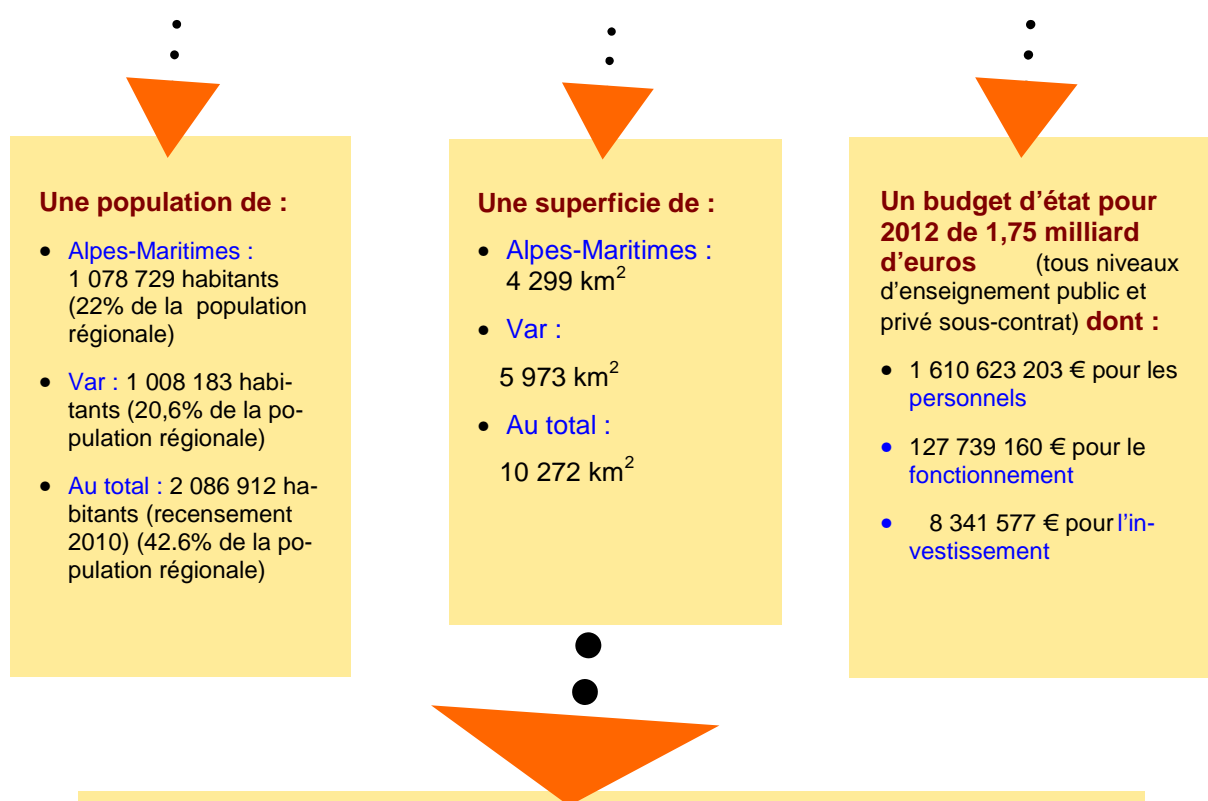 Une population de :
• Alpes-Maritimes :
1 078 729 habitants
(22% de la population
régionale)
• Var : 1 008 183 habi-
tants (20,6% de la po-
pulation régionale)
• Au total : 2 086 912 ha-
bitants (recensement
2010) (42.6% de la po-
pulation régionale)
Une superficie de :
• Alpes-Maritimes :
4 299 km²
• Var :
5 973 km²
• Au total :
10 272 km²
Un budget d'état pour
2012 de 1,75 milliard
d'euros (tous niveaux
d'enseignement public et
privé sous-contrat) dont :
• 1 610 623 203 € pour les
personnels
• 127 739 160 € pour le
fonctionnement
• 8 341 577 € pour l'in-
vestissement